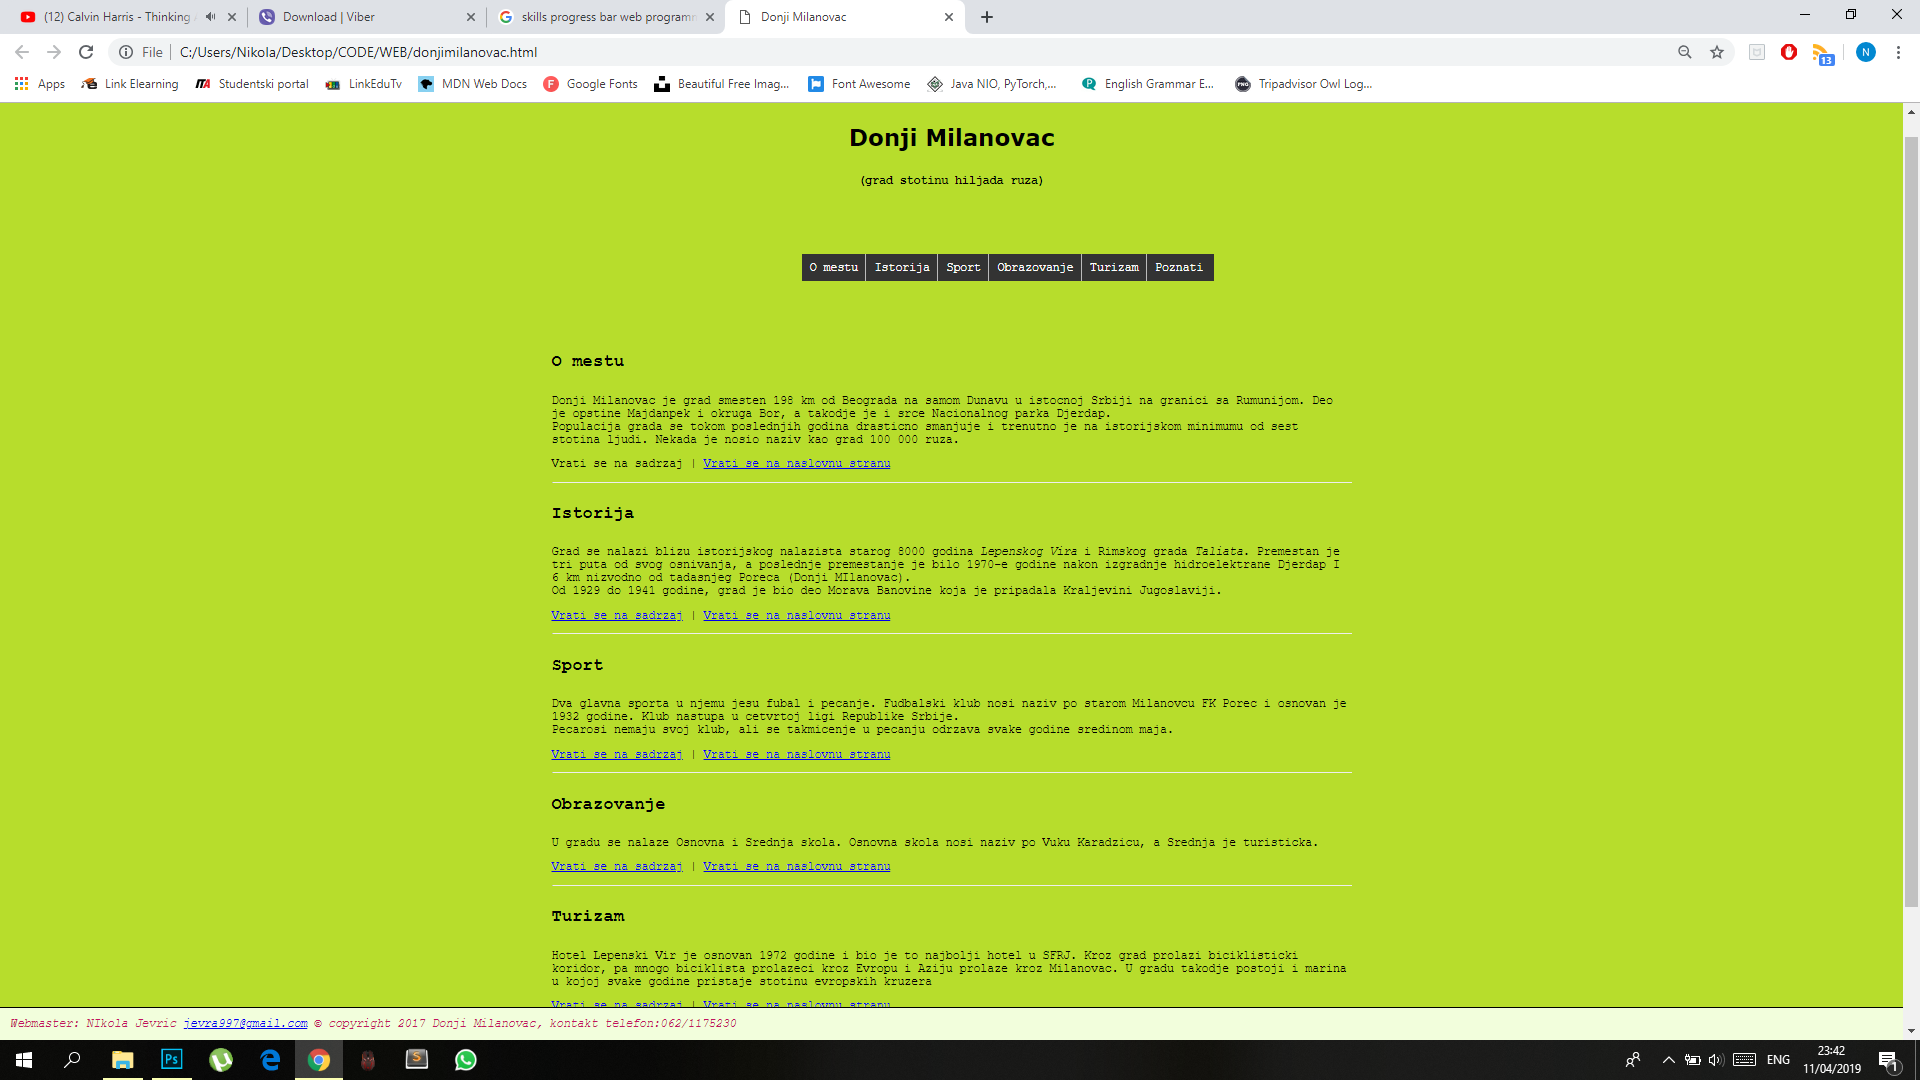 (12) Calvin Harris - Thinking
Download | Viber
skills progress bar web programm
Donji Milanovac
File
C:/Users/Nikola/Desktop/CODE/WEB/donjimilanovac.html
13
N
Apps
Link Elearning
ITA
Studentski portal
LinkEduTv
MDN Web Docs
F
Google Fonts
Beautiful Free Imag...
Font Awesome
Java NIO, PyTorch,...
P
English Grammar E...
PNG
Tripadvisor Owl Log...
Donji Milanovac
(grad stotinu hiljada ruza)
O mestu
Istorija
Sport
Obrazovanje
Turizam
Poznati
O mestu
Donji Milanovac je grad smesten 198 km od Beograda na samom Dunavu u istocnoj Srbiji na granici sa Rumunijom. Deo
je opstine Majdanpek i okruga Bor, a takodje je i srce Nacionalnog parka Djerdap.
Populacija grada se tokom poslednjih godina drasticno smanjuje i trenutno je na istorijskom minimumu od sest
stotina ljudi. Nekada je nosio naziv kao grad 100 000 ruza.
Vrati se na sadrzaj | Vrati se na naslovnu stranu
Istorija
Grad se nalazi blizu istorijskog nalazista starog 8000 godina Lepenskog Vira i Rimskog grada Taliata. Premestan je
tri puta od svog osnivanja, a poslednje premestanje je bilo 1970-e godine nakon izgradnje hidroelektrane Djerdap I
6 km nizvodno od tadasnjeg Poreca (Donji MIlanovac).
Od 1929 do 1941 godine, grad je bio deo Morava Banovine koja je pripadala Kraljevini Jugoslaviji.
Vrati se na sadrzaj | Vrati se na naslovnu stranu
Sport
Dva glavna sporta u njemu jesu fubal i pecanje. Fudbalski klub nosi naziv po starom Milanovcu FK Porec i osnovan je
1932 godine. Klub nastupa u cetvrtoj ligi Republike Srbije.
Pecarosi nemaju svoj klub, ali se takmicenje u pecanju odrzava svake godine sredinom maja.
Vrati se na sadrzaj | Vrati se na naslovnu stranu
Obrazovanje
U gradu se nalaze Osnovna i Srednja skola. Osnovna skola nosi naziv po Vuku Karadzicu, a Srednja je turisticka.
Vrati se na sadrzaj | Vrati se na naslovnu stranu
Turizam
Hotel Lepenski Vir je osnovan 1972 godine i bio je to najbolji hotel u SFRJ. Kroz grad prolazi biciklisticki
koridor, pa mnogo biciklista prolazeci kroz Evropu i Aziju prolaze kroz Milanovac. U gradu takodje postoji i marina
u kojoj svake godine pristaje stotinu evropskih kruzera
Vrati se na sadrzaj | Vrati se na naslovnu stranu
Webmaster: NIkola Jevric jevra997@gmail.com © copyright 2017 Donji Milanovac, kontakt telefon:062/1175230
Ps
S
ENG
23:42
11/04/2019
1